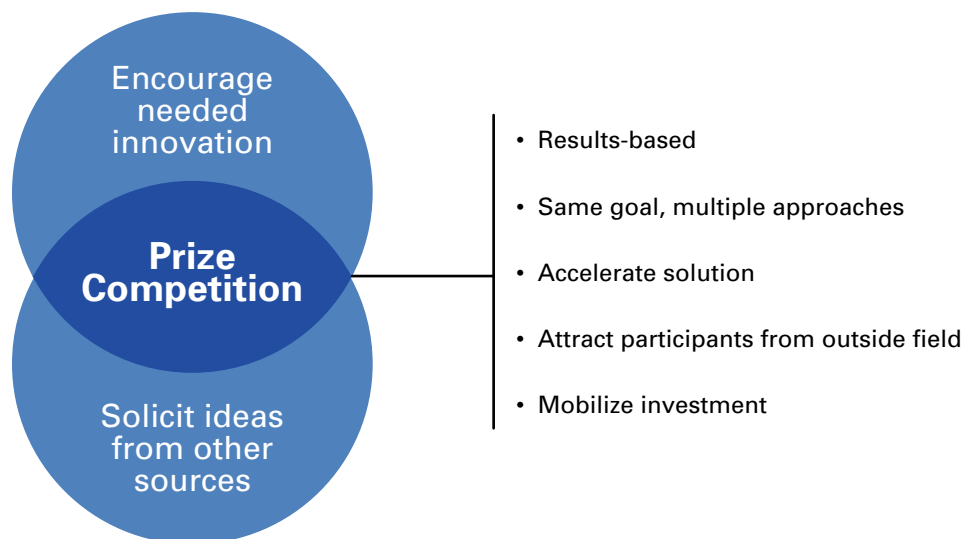 Encourage
needed
innovation
Prize
Competition
Solicit ideas
from other
sources
• Results-based
• Same goal, multiple approaches
• Accelerate solution
• Attract participants from outside field
• Mobilize investment